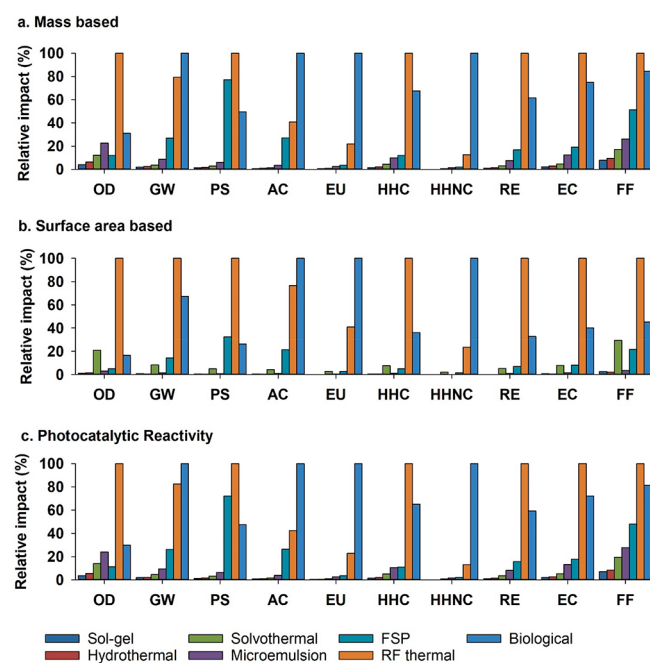 a. Mass based
Relative impact (%)
100
80
60
40
20
0
OD GW PS AC EU HHC HHNC RE EC FF
b. Surface area based
Relative impact (%)
100
80
60
40
20
0
OD GW PS AC EU HHC HHNC RE EC FF
c. Photocatalytic Reactivity
Relative impact (%)
100
80
60
40
20
0
OD GW PS AC EU HHC HHNC RE EC FF
Sol-gel Solvothermal FSP Biological
Hydrothermal Microemulsion RF thermal